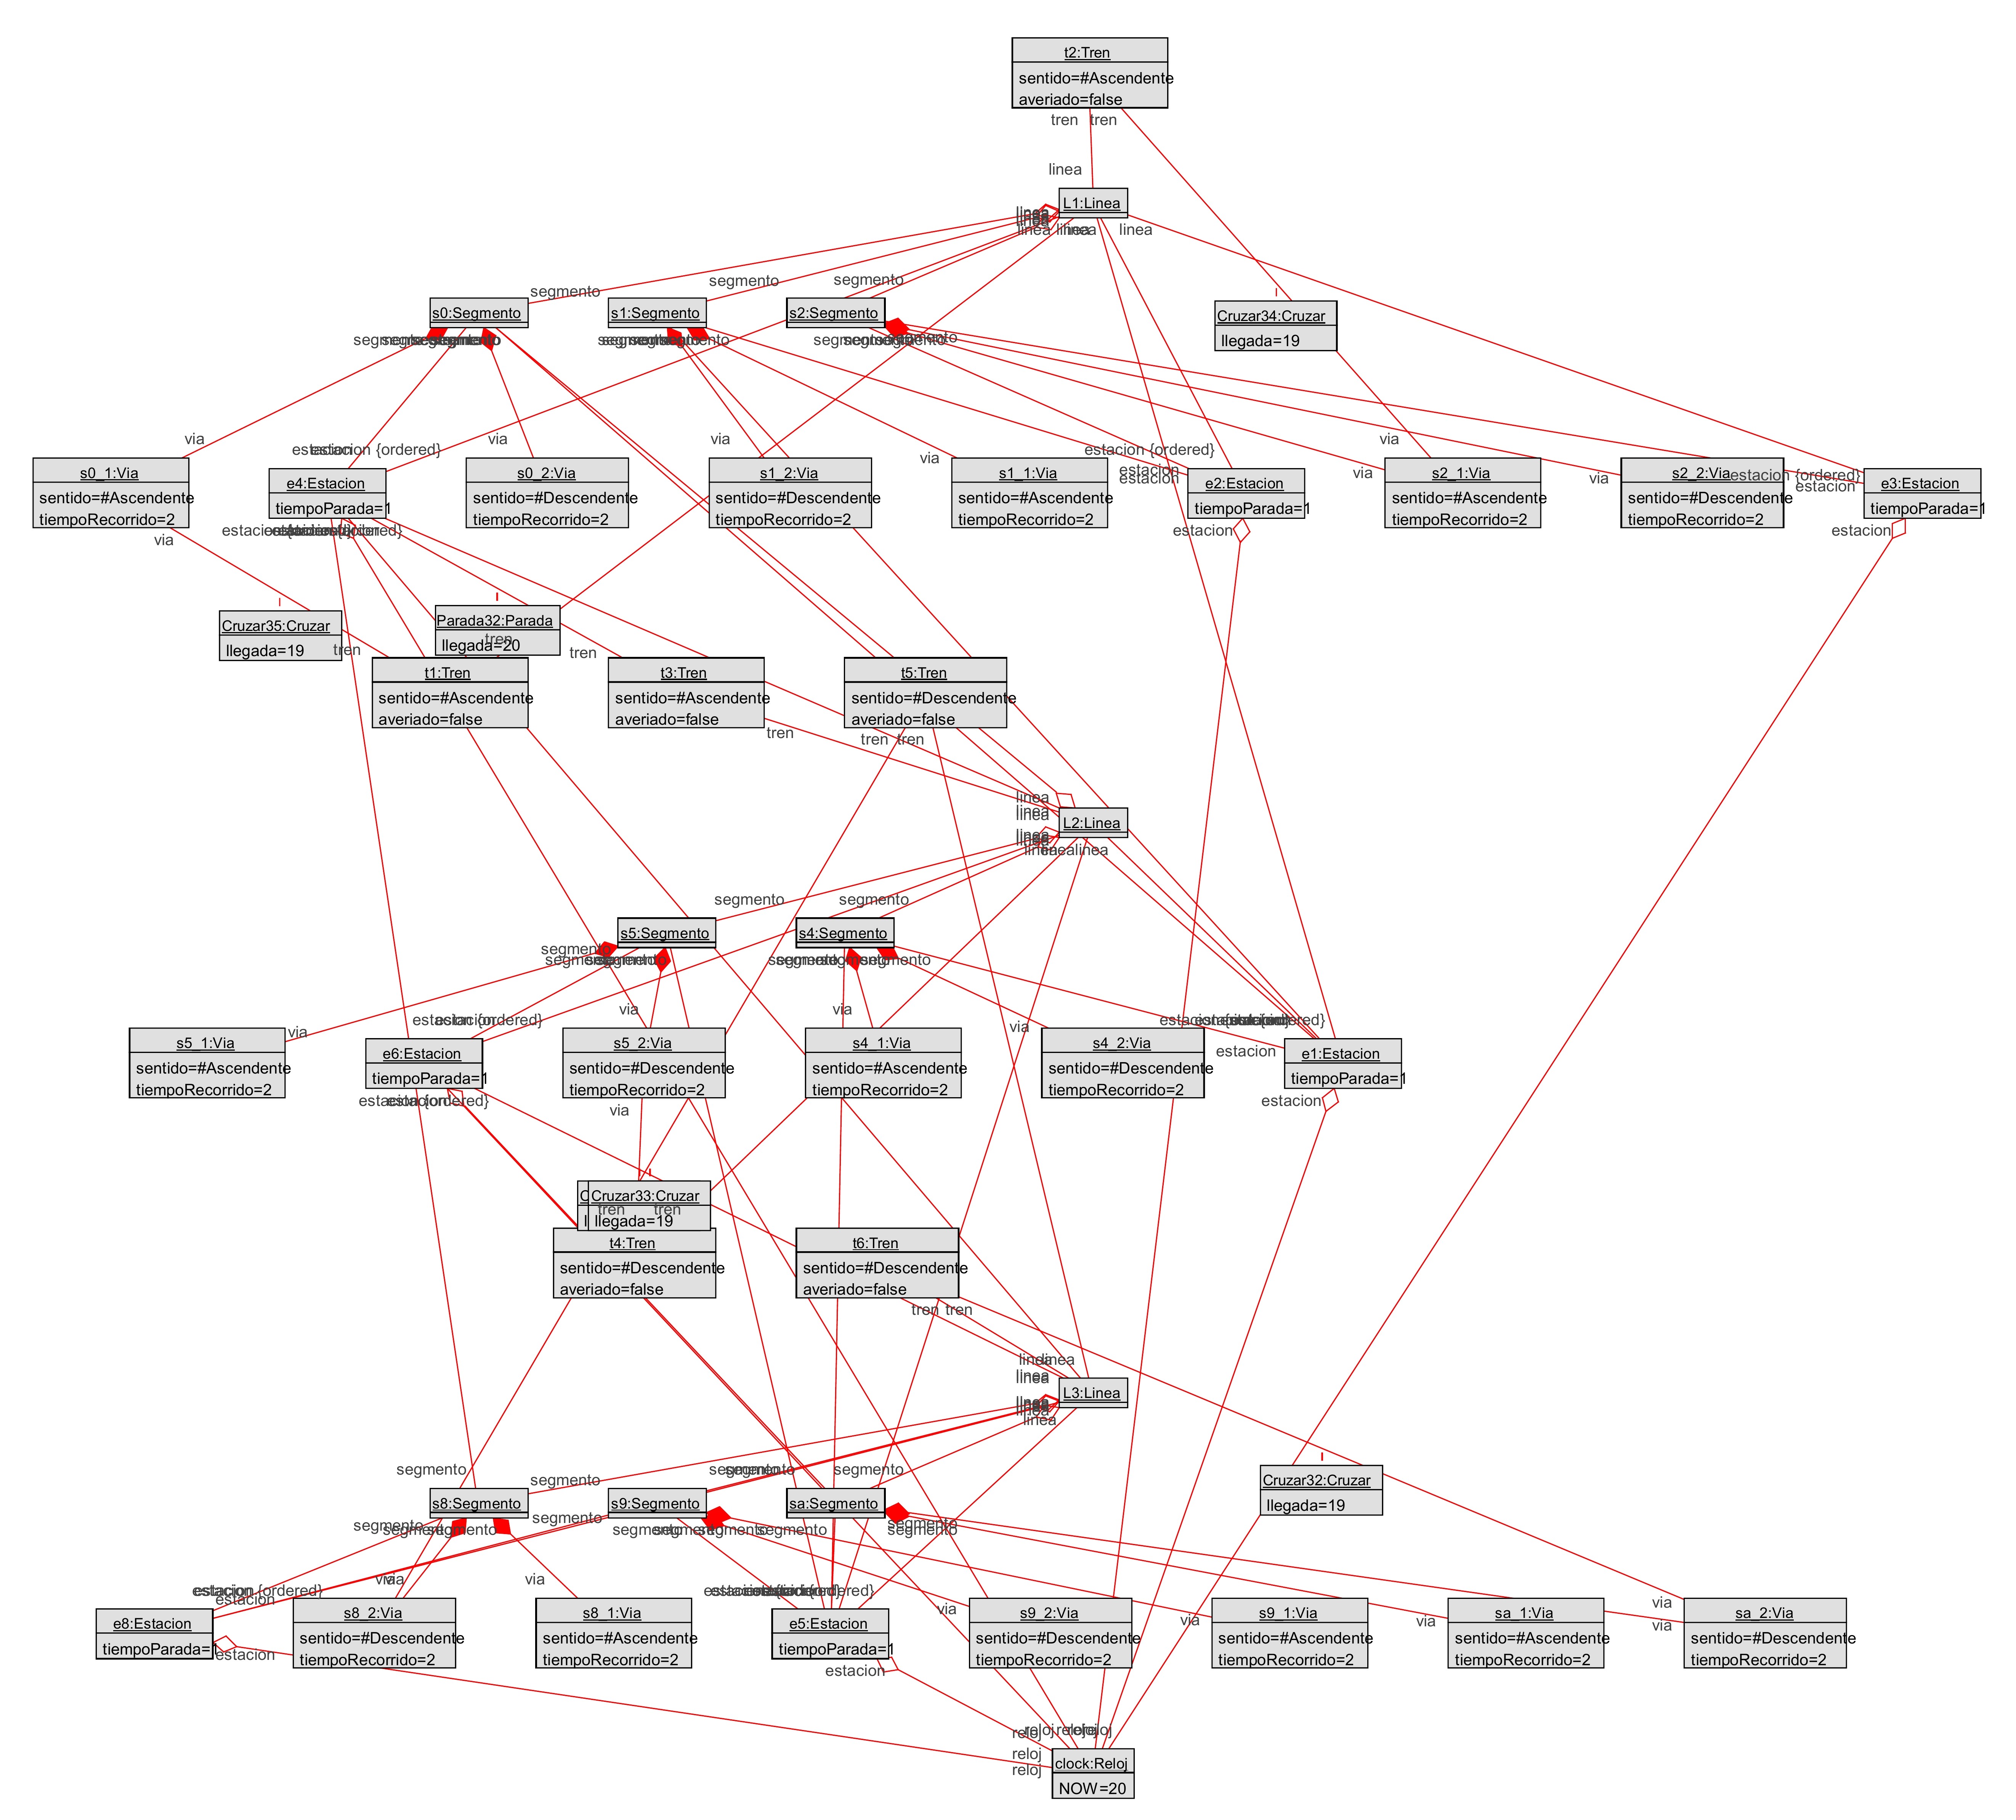 t2:Tren
sentido=#Ascendente
averiado=false
tren tren
linea
L1:Linea
linea
linea linea
linea
segmento
segmento
segmento
s0:Segmento
s1:Segmento
s2:Segmento
Cruzar34:Cruzar
llegada=19
segmento
segmento
segmento
via
estacion {ordered}
via
via
via
estacion {ordered}
estacion
estacion
via
via
via
estacion {ordered}
estacion
s0_1:Via
sentido=#Ascendente
tiempoRecorrido=2
e4:Estacion
tiempoParada=1
s0_2:Via
sentido=#Descendente
tiempoRecorrido=2
s1_2:Via
sentido=#Descendente
tiempoRecorrido=2
s1_1:Via
sentido=#Ascendente
tiempoRecorrido=2
e2:Estacion
tiempoParada=1
s2_1:Via
sentido=#Ascendente
tiempoRecorrido=2
s2_2:Via
sentido=#Descendente
tiempoRecorrido=2
e3:Estacion
tiempoParada=1
via
estacion
estacion
Cruzar35:Cruzar
llegada=19
Parada32:Parada
llegada=20
tren
tren
tren
t1:Tren
sentido=#Ascendente
averiado=false
t3:Tren
sentido=#Ascendente
averiado=false
t5:Tren
sentido=#Descendente
averiado=false
tren
tren tren
linea
linea
linea
L2:Linea
linea
linea
segmento
segmento
s5:Segmento
s4:Segmento
segmento
segmento
segmento
via
estacion {ordered}
via
via
via
estacion
s5_1:Via
sentido=#Ascendente
tiempoRecorrido=2
e6:Estacion
tiempoParada=1
s5_2:Via
sentido=#Descendente
tiempoRecorrido=2
s4_1:Via
sentido=#Ascendente
tiempoRecorrido=2
s4_2:Via
sentido=#Descendente
tiempoRecorrido=2
e1:Estacion
tiempoParada=1
estacion {ordered}
via
estacion
Cruzar33:Cruzar
llegada=19
tren
tren
t4:Tren
sentido=#Descendente
averiado=false
t6:Tren
sentido=#Descendente
averiado=false
tren tren
linea
linea
L3:Linea
linea
linea
segmento
segmento
segmento
segmento
s8:Segmento
s9:Segmento
sa:Segmento
Cruzar32:Cruzar
llegada=19
segmento
segmento
segmento
segmento
segmento
segmento
estacion {ordered}
estacion
via
via
via
via
via
via
via
e8:Estacion
tiempoParada=1
s8_2:Via
sentido=#Descendente
tiempoRecorrido=2
s8_1:Via
sentido=#Ascendente
tiempoRecorrido=2
e5:Estacion
tiempoParada=1
s9_2:Via
sentido=#Descendente
tiempoRecorrido=2
s9_1:Via
sentido=#Ascendente
tiempoRecorrido=2
sa_1:Via
sentido=#Ascendente
tiempoRecorrido=2
sa_2:Via
sentido=#Descendente
tiempoRecorrido=2
estacion
estacion
reloj
reloj
reloj
reloj
clock:Reloj
NOW=20